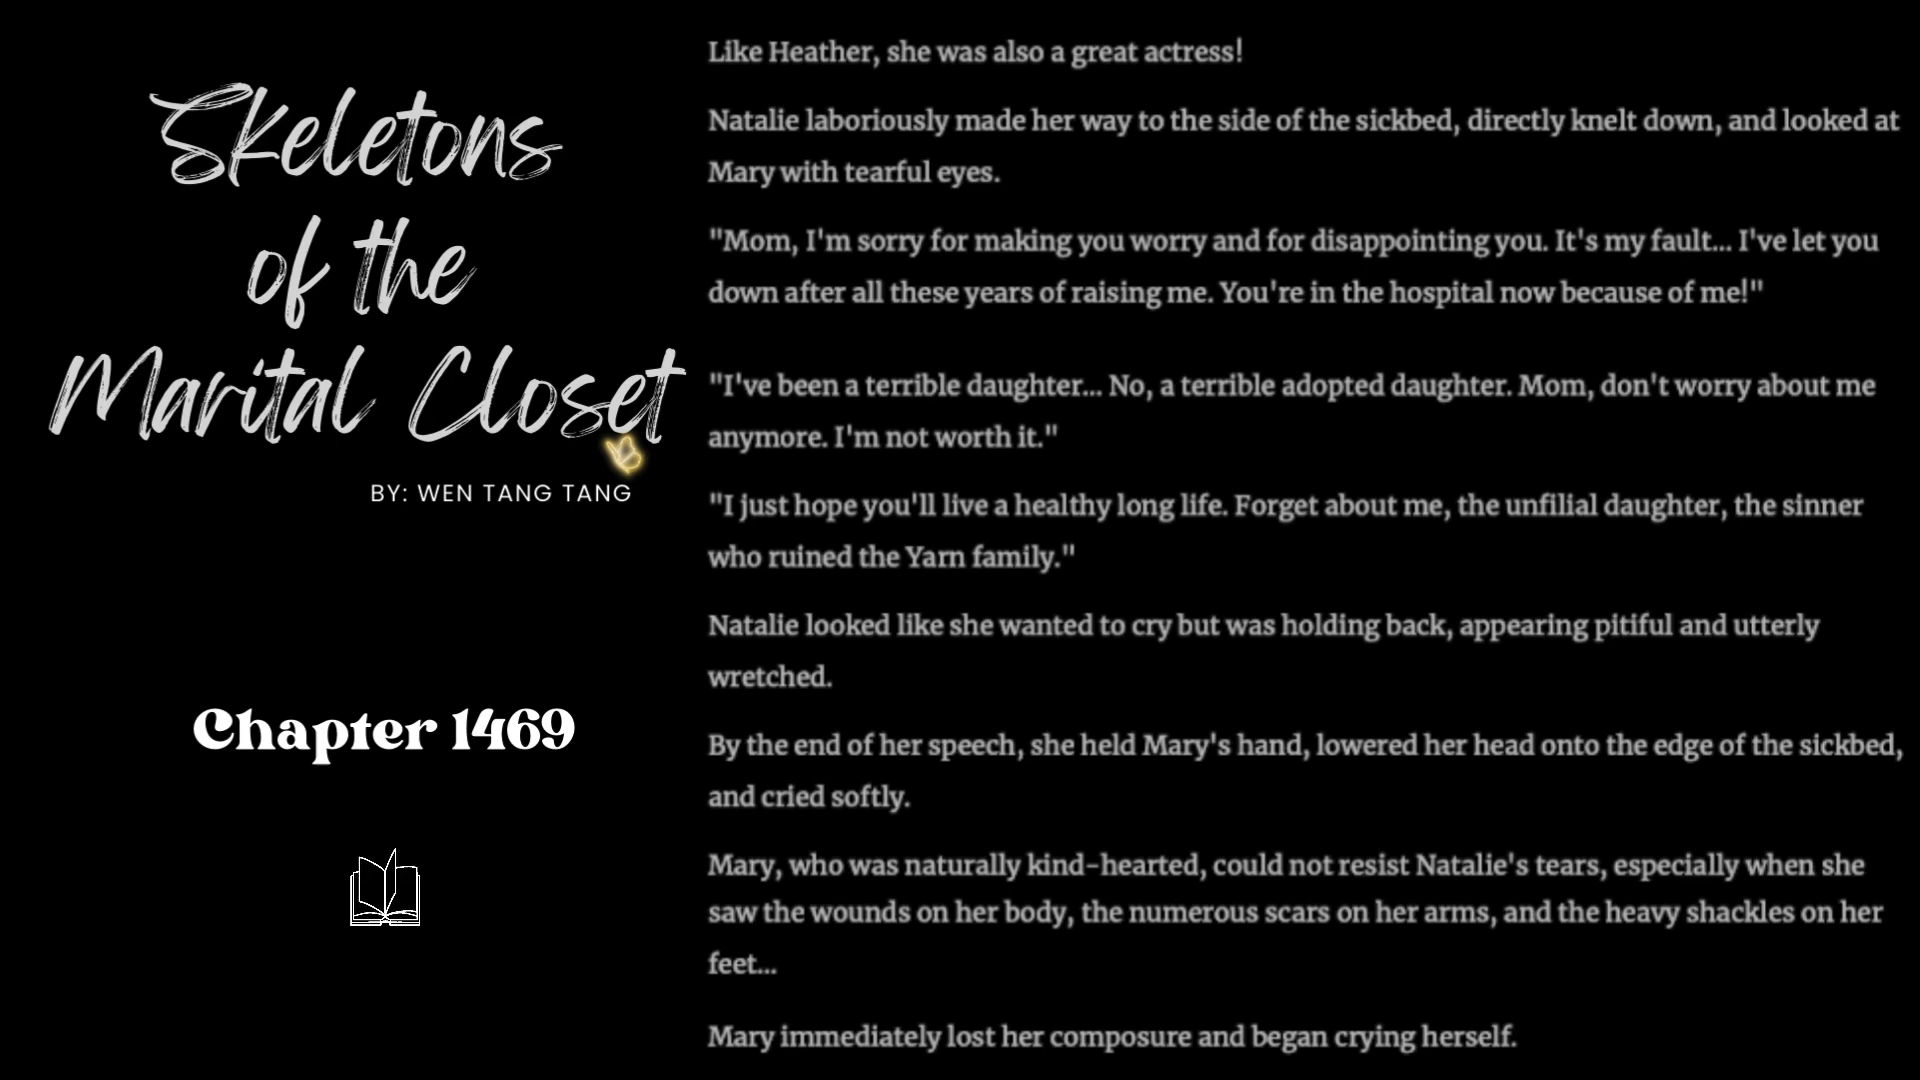 Skeletons
of the
Marital Closet
BY: WEN TANG TANG
Chapter 1469
Like Heather, she was also a great actress!
Natalie laboriously made her way to the side of the sickbed, directly knelt down, and looked at
Mary with tearful eyes.
"Mom, I'm sorry for making you worry and for disappointing you. It's my fault... I've let you
down after all these years of raising me. You're in the hospital now because of me!"
"I've been a terrible daughter... No, a terrible adopted daughter. Mom, don't worry about me
anymore. I'm not worth it."
"I just hope you'll live a healthy long life. Forget about me, the unfilial daughter, the sinner
who ruined the Yarn family."
Natalie looked like she wanted to cry but was holding back, appearing pitiful and utterly
wretched.
By the end of her speech, she held Mary's hand, lowered her head onto the edge of the sickbed,
and cried softly.
Mary, who was naturally kind-hearted, could not resist Natalie's tears, especially when she
saw the wounds on her body, the numerous scars on her arms, and the heavy shackles on her
feet...
Mary immediately lost her composure and began crying herself.